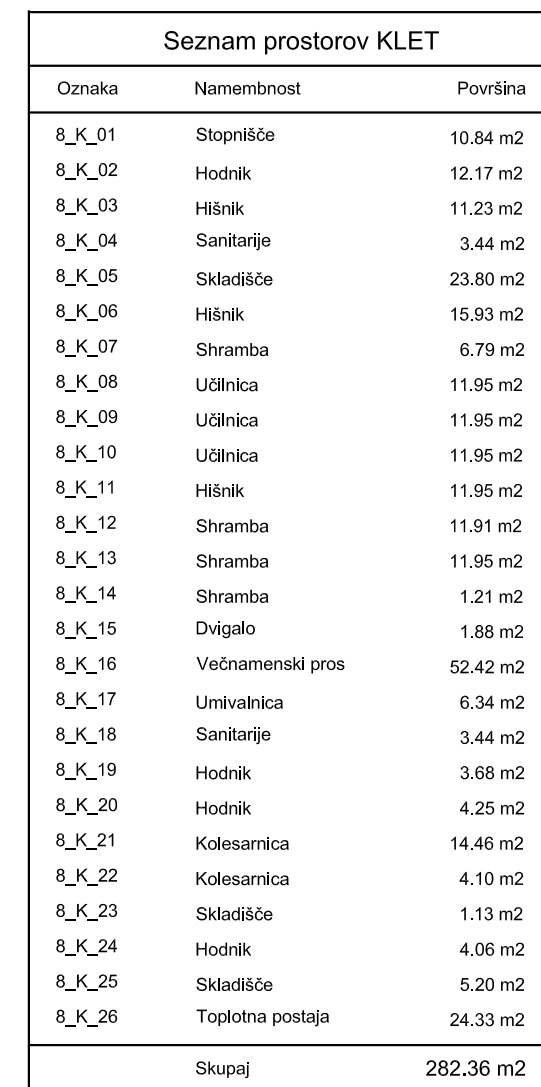 Seznam prostorov KLET
Oznaka Namembnost Površina
8_K_01 Stopnišče 10.84 m2
8_K_02 Hodnik 12.17 m2
8_K_03 Hišnik 11.23 m2
8_K_04 Sanitarije 3.44 m2
8_K_05 Skladišče 23.80 m2
8_K_06 Hišnik 15.93 m2
8_K_07 Shramba 6.79 m2
8_K_08 Učilnica 11.95 m2
8_K_09 Učilnica 11.95 m2
8_K_10 Učilnica 11.95 m2
8_K_11 Hišnik 11.95 m2
8_K_12 Shramba 11.91 m2
8_K_13 Shramba 11.95 m2
8_K_14 Shramba 1.21 m2
8_K_15 Dvigalo 1.88 m2
8_K_16 Večnamenski pros 52.42 m2
8_K_17 Umivalnica 6.34 m2
8_K_18 Sanitarije 3.44 m2
8_K_19 Hodnik 3.68 m2
8_K_20 Hodnik 4.25 m2
8_K_21 Kolesarnica 14.46 m2
8_K_22 Kolesarnica 4.10 m2
8_K_23 Skladišče 1.13 m2
8_K_24 Hodnik 4.06 m2
8_K_25 Skladišče 5.20 m2
8_K_26 Toplotna postaja 24.33 m2
Skupaj 282.36 m2